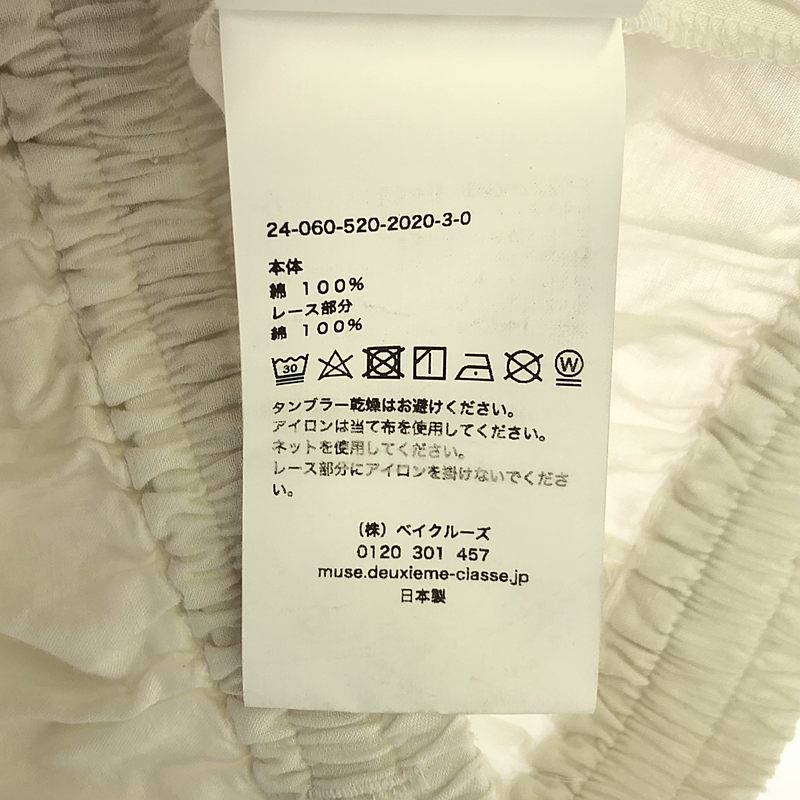 24-060-520-2020-3-0
本体
綿 100%
レース部分
綿 100%
30
W
タンブラー乾燥はお避けください。
アイロンは当て布を使用してください。
ネットを使用してください。
レース部分にアイロンを掛けないでくださ
い。
(株) ベイクルーズ
0120 301 457
muse.deuxieme-classe.jp
日本製